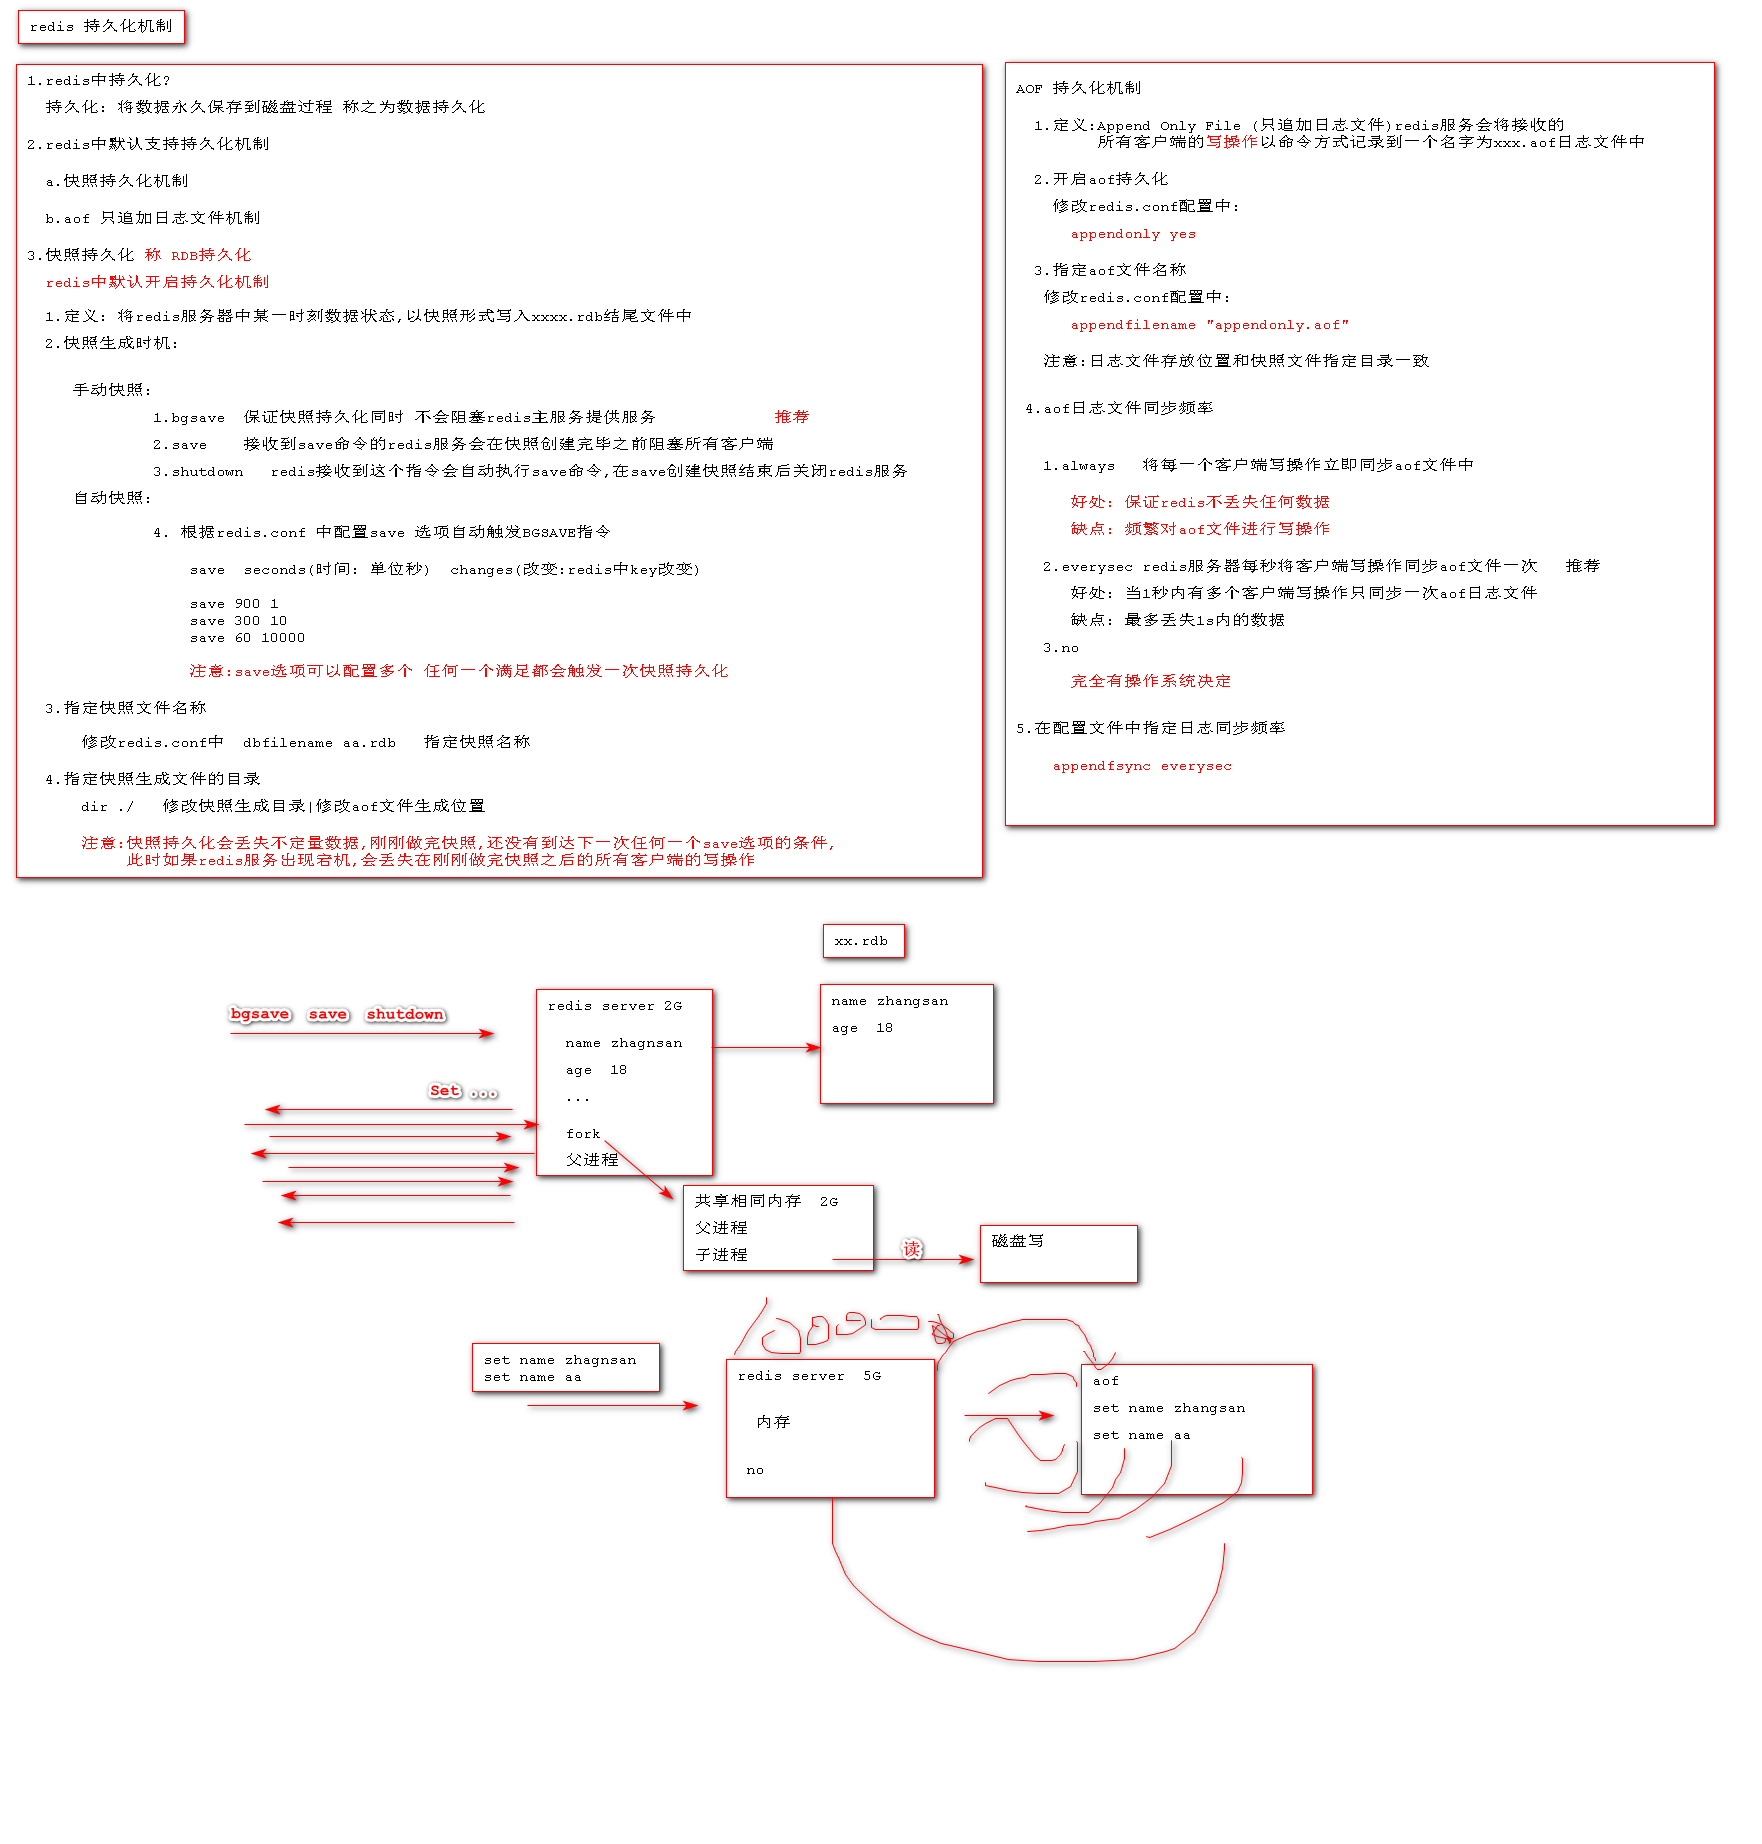 redis 持久化机制
1.redis中持久化?
持久化: 将数据永久保存到磁盘过程 称之为数据持久化
2.redis中默认支持持久化机制
a.快照持久化机制
b.aof 只追加日志文件机制
3.快照持久化 称 RDB持久化
redis中默认开启持久化机制
1.定义: 将redis服务器中某一时刻数据状态,以快照形式写入xxxx.rdb结尾文件中
2.快照生成时机:
手动快照:
1.bgsave 保证快照持久化同时 不会阻塞redis主服务提供服务 推荐
2.save 接收到save命令的redis服务会在快照创建完毕之前阻塞所有客户端
3.shutdown redis接收到这个指令会自动执行save命令,在save创建快照结束后关闭redis服务
自动快照:
4. 根据redis.conf 中配置save 选项自动触发BGSAVE指令
save seconds(时间: 单位秒) changes(改变:redis中key改变)
save 900 1
save 300 10
save 60 10000
注意:save选项可以配置多个 任何一个满足都会触发一次快照持久化
3.指定快照文件名称
修改redis.conf中 dbfilename aa.rdb 指定快照名称
4.指定快照生成文件的目录
dir ./ 修改快照生成目录|修改aof文件生成位置
注意:快照持久化会丢失不定量数据,刚刚做完快照,还没有到达下一次任何一个save选项的条件,
此时如果redis服务出现宕机,会丢失在刚刚做完快照之后的所有客户端的写操作
AOF 持久化机制
1.定义:Append Only File (只追加日志文件)redis服务会将接收的
所有客户端的写操作以命令方式记录到一个名字为xxx.aof日志文件中
2.开启aof持久化
修改redis.conf配置中:
appendonly yes
3.指定aof文件名称
修改redis.conf配置中:
appendfilename "appendonly.aof"
注意:日志文件存放位置和快照文件指定目录一致
4.aof日志文件同步频率
1.always 将每一个客户端写操作立即同步aof文件中
好处: 保证redis不丢失任何数据
缺点: 频繁对aof文件进行写操作
2.everysec redis服务器每秒将客户端写操作同步aof文件一次 推荐
好处: 当1秒内有多个客户端写操作只同步一次aof日志文件
缺点: 最多丢失1s内的数据
3.no
完全有操作系统决定
5.在配置文件中指定日志同步频率
appendfsync everysec
xx.rdb
bgsave save shutdown
redis server 2G
name zhagnsan
age 18
...
fork
父进程
name zhangsan
age 18
Set ...
共享相同内存 2G
父进程
子进程
读
磁盘写
set name zhagnsan
set name aa
redis server 5G
内存
no
aof
set name zhangsan
set name aa